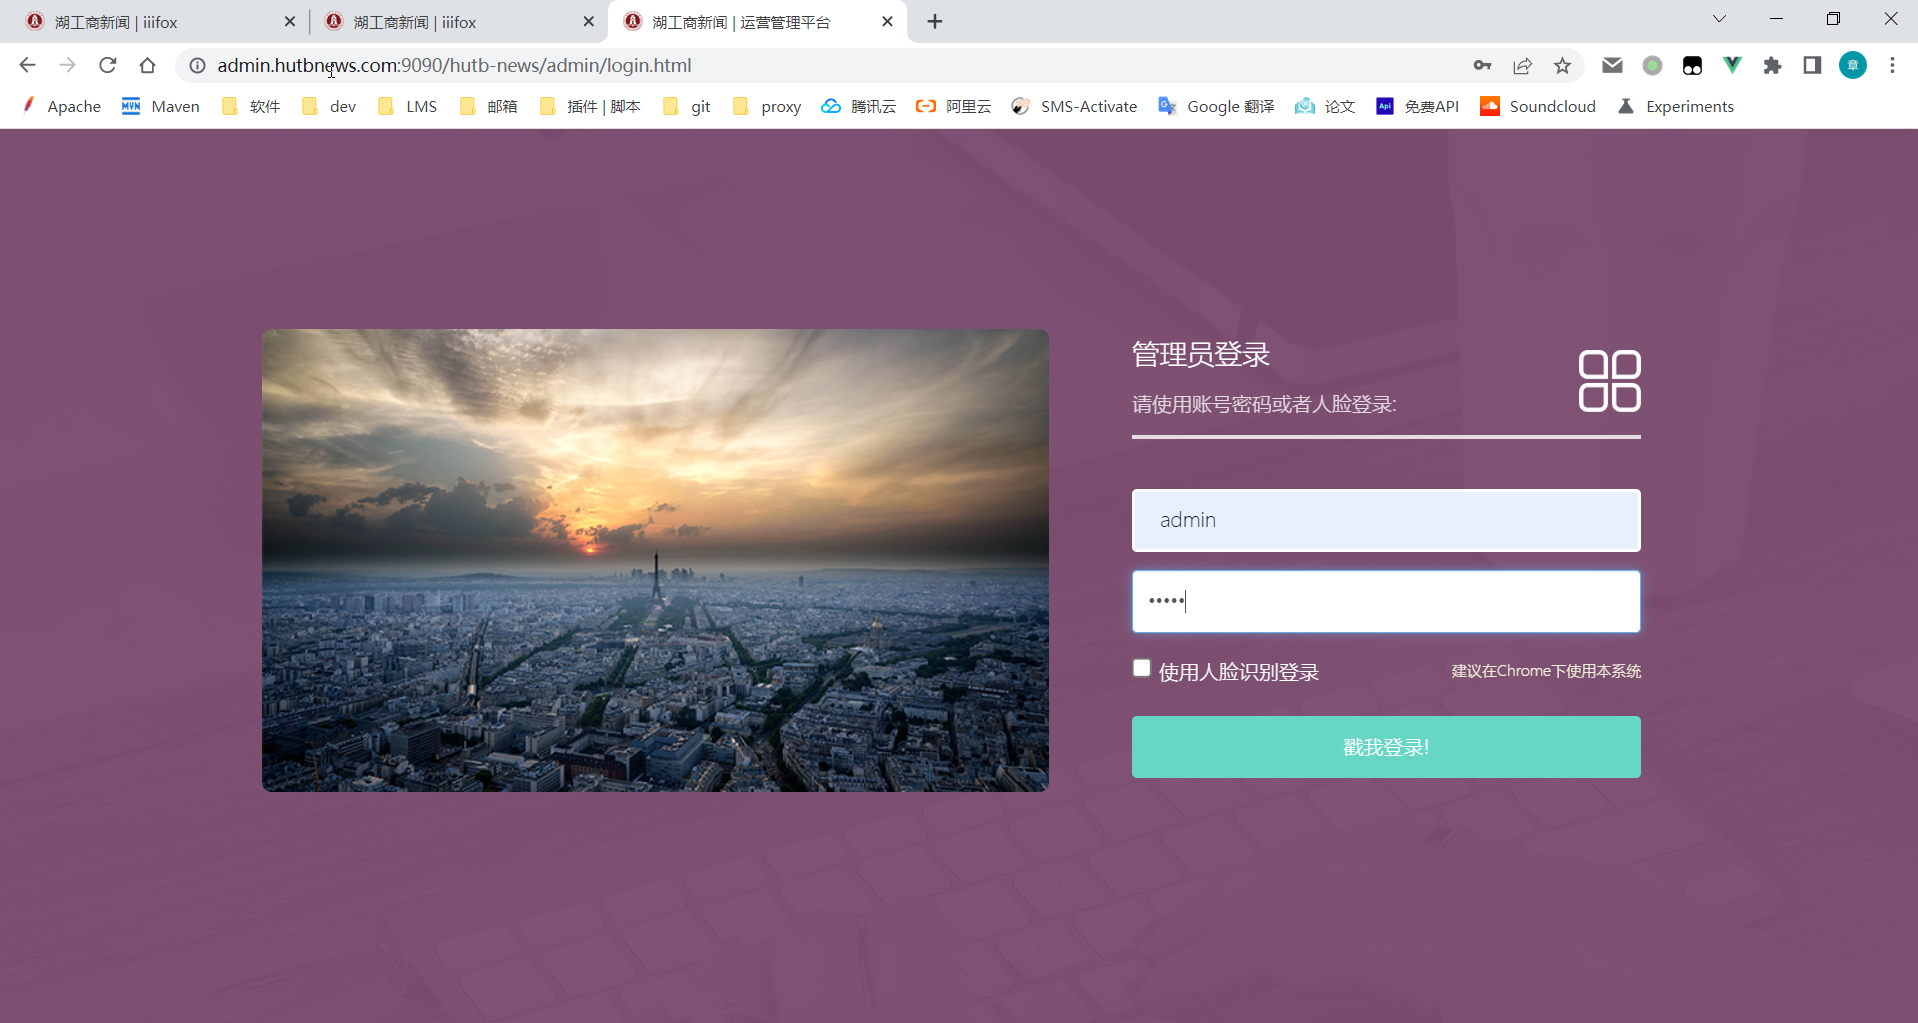 湖工商新闻 | iiifox
湖工商新闻 | iiifox
湖工商新闻 | 运营管理平台
admin.hutbnews.com:9090/hutb-news/admin/login.html
章
Apache
MVN Maven
软件
dev
LMS
邮箱
插件 | 脚本
git
proxy
腾讯云
阿里云
SMS-Activate
Google 翻译
论文
Api 免费API
Soundcloud
Experiments
管理员登录
请使用账号密码或者人脸登录:
admin
•••••
使用人脸识别登录
建议在Chrome下使用本系统
戳我登录!